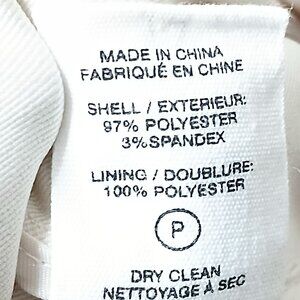 MADE IN CHINA
FABRIQUÉ EN CHINE
SHELL / EXTERIEUR:
97% POLYESTER
3%SPANDEX
LINING / DOUBLURE:
100% POLYESTER
P
DRY CLEAN
NETTOYAGE À SEC